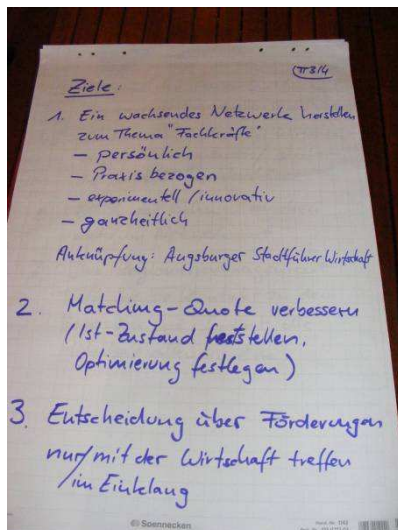 (π 3/4)
Ziele:
1. Ein wachsendes Netzwerk herstellen
zum Thema "Fachkräfte"
– persönlich
– Praxis bezogen
– experimentell / innovativ
– ganzheitlich
Anknüpfung: Augsburger Stadtführer Wirtschaft
2. Matching-Quote verbessern
(Ist-Zustand feststellen,
Optimierung festlegen)
3. Entscheidung über Förderungen
nur/mit der Wirtschaft treffen
/im Einklang
© Soennecken